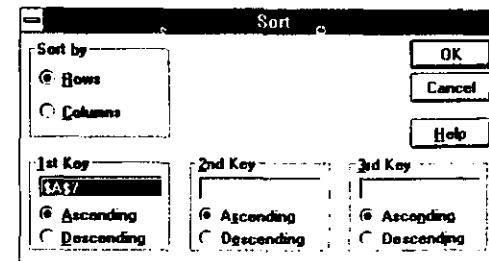 Sort
Sort by
Rows
Columns
OK
Cancel
Help
1st Key
$A$7
Ascending
Descending
2nd Key
Ascending
Descending
3rd Key
Ascending
Descending